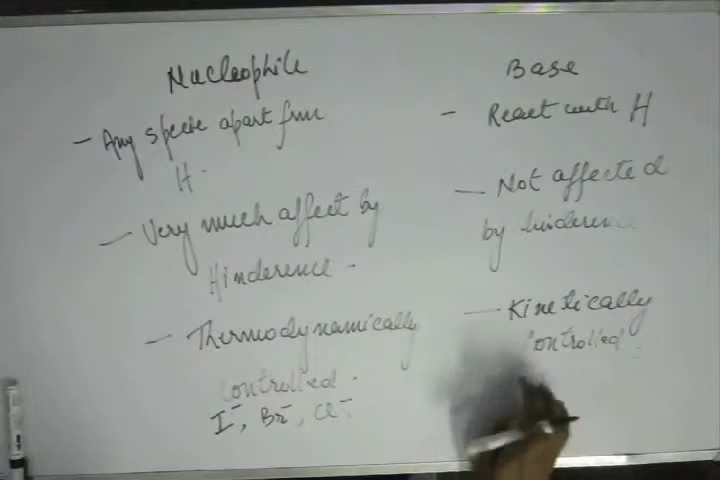 Nucleophile
- Any specie apart from
H.
- Very much affect by
Hinderence -
- Thermodynamically
controlled.
I⁻, Br⁻, Cl⁻
Base
- React with H
- Not affected
by hinderence
- Kinetically
controlled